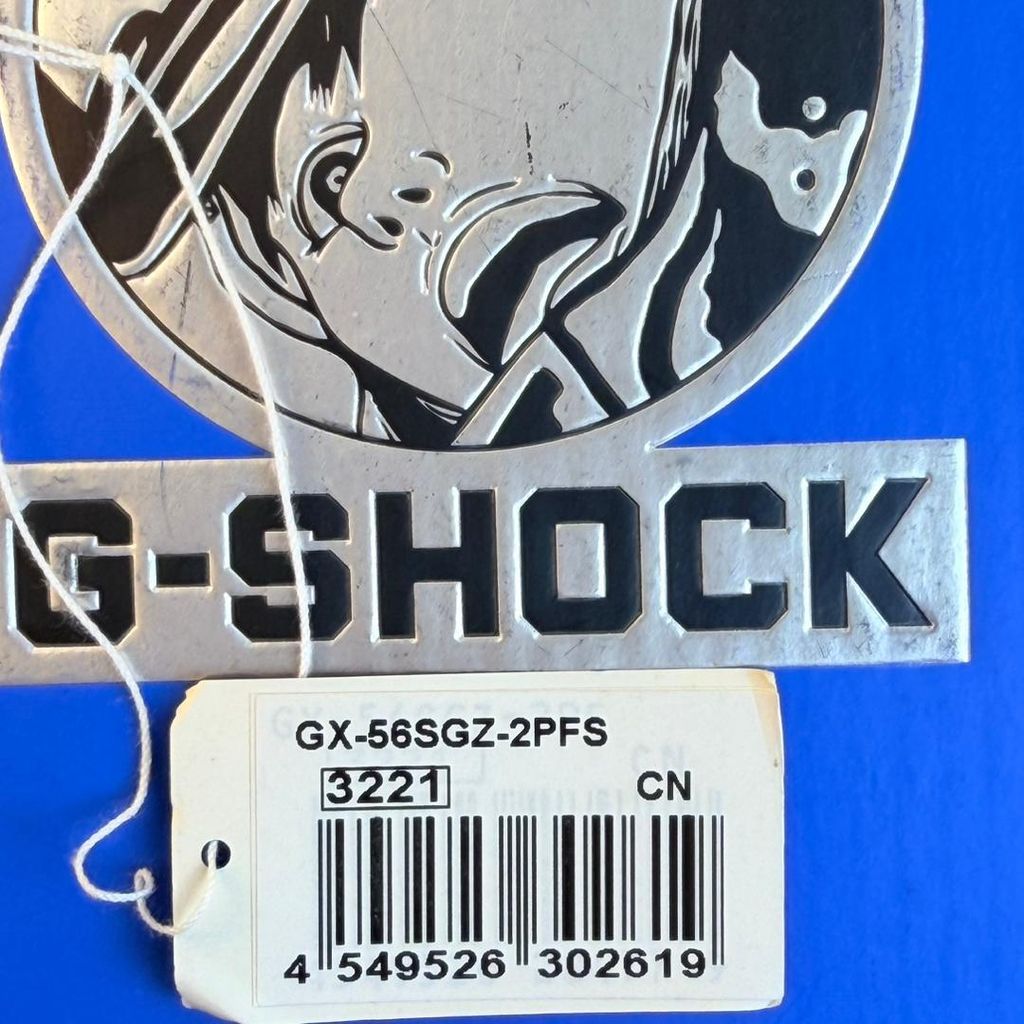 G-SHOCK
GX-56SGZ-2PFS
3221 CN
4 549526 302619